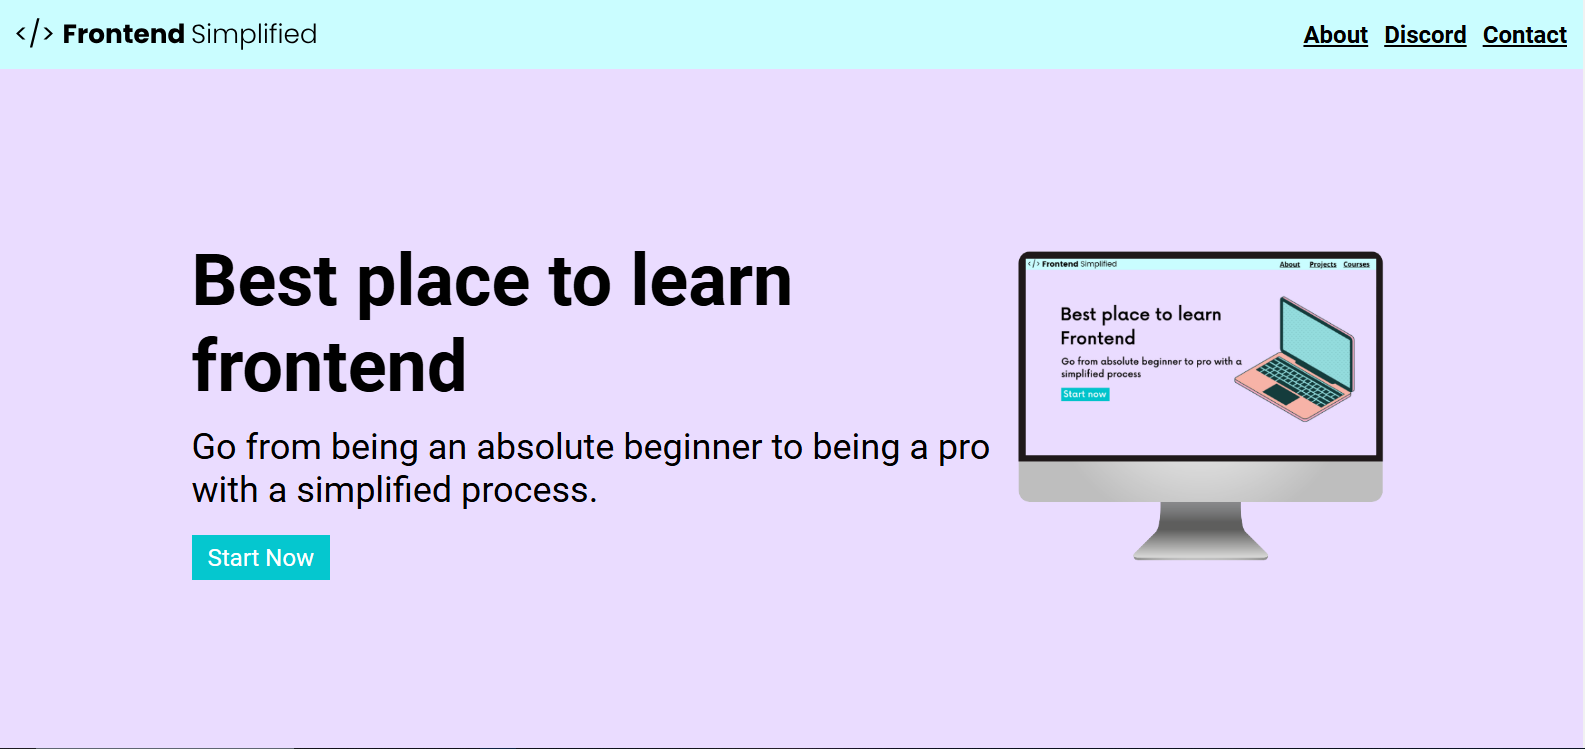 </> Frontend Simplified
About Discord Contact
Best place to learn
frontend
Go from being an absolute beginner to being a pro
with a simplified process.
Start Now
</> Frontend Simplified
About Projects Courses
Best place to learn
Frontend
Go from absolute beginner to pro with a
simplified process
Start now